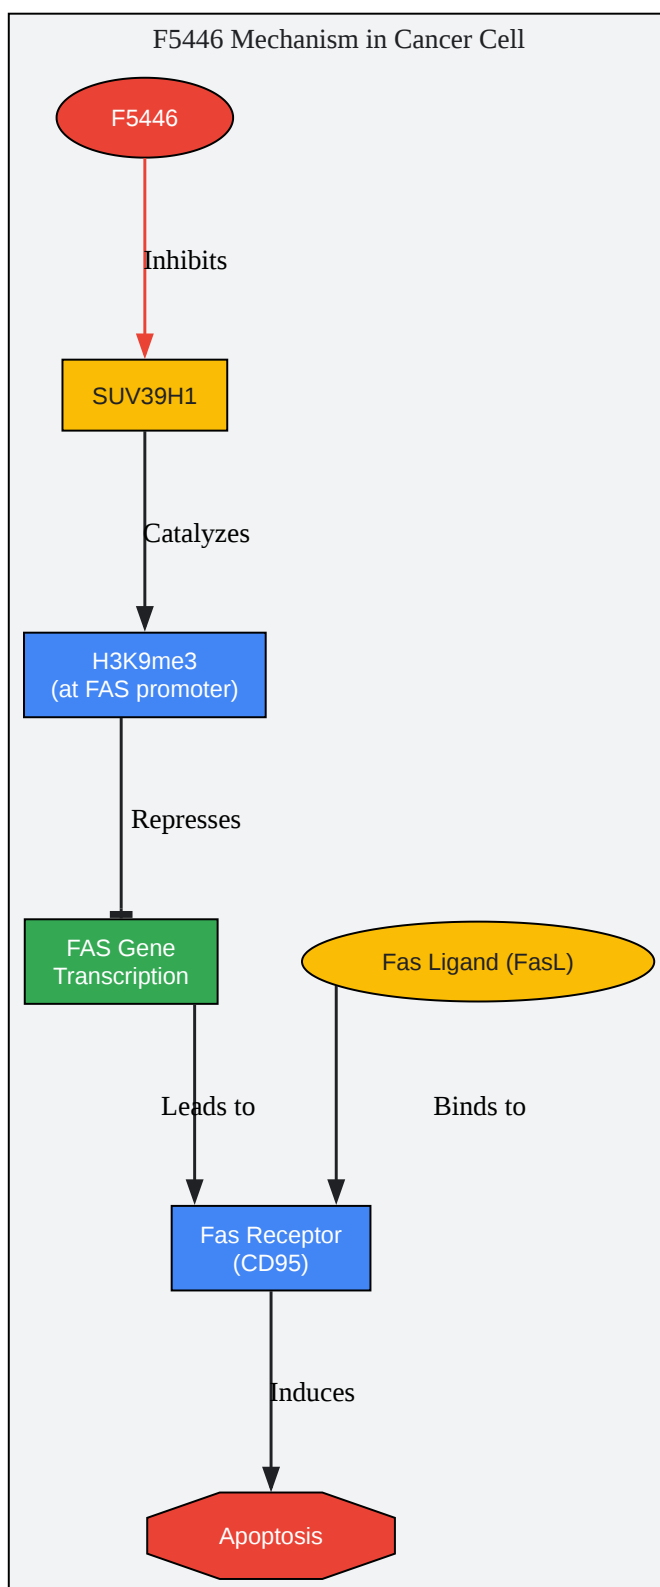 F5446 Mechanism in Cancer Cell
F5446
Inhibits
SUV39H1
Catalyzes
H3K9me3
(at FAS promoter)
Represses
FAS Gene
Transcription
Fas Ligand (FasL)
Leads to
Binds to
Fas Receptor
(CD95)
Induces
Apoptosis